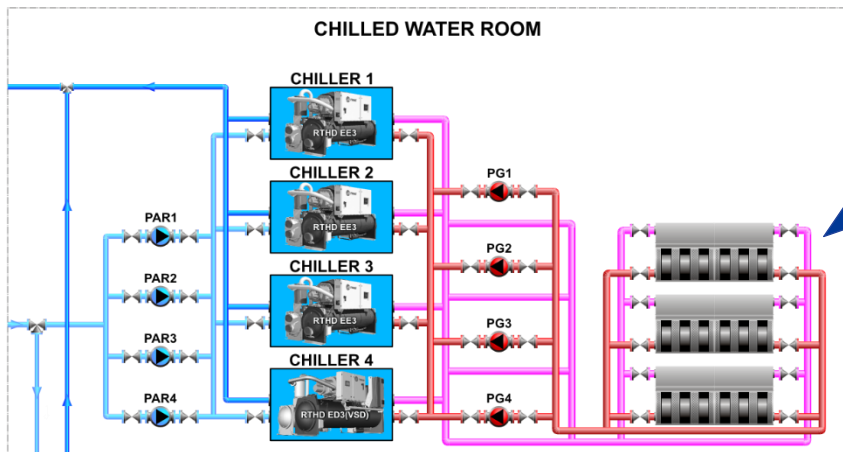 CHILLED WATER ROOM
CHILLER 1
RTHD EE3
CHILLER 2
RTHD EE3
CHILLER 3
RTHD EE3
CHILLER 4
RTHD ED3(VSD)
PAR1
PAR2
PAR3
PAR4
PG1
PG2
PG3
PG4